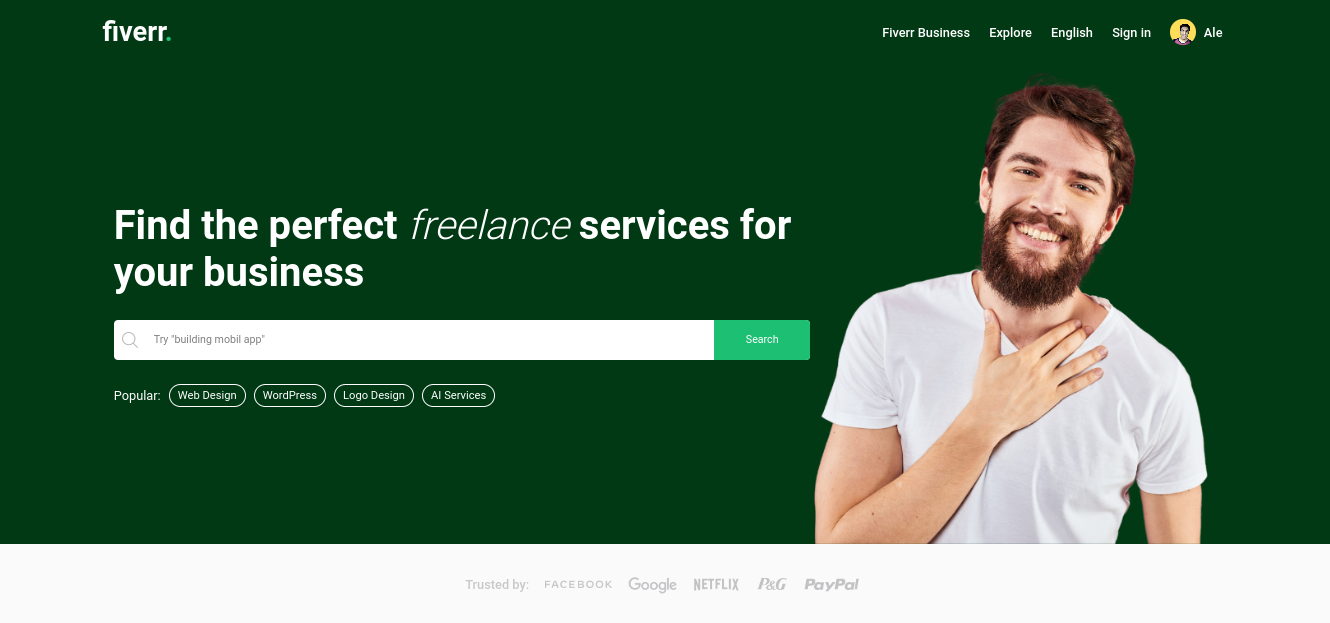 fiverr.
Fiverr Business Explore English Sign in Ale
Find the perfect freelance services for
your business
Try "building mobil app" Search
Popular: Web Design WordPress Logo Design AI Services
Trusted by: FACEBOOK Google NETFLIX P&G PayPal